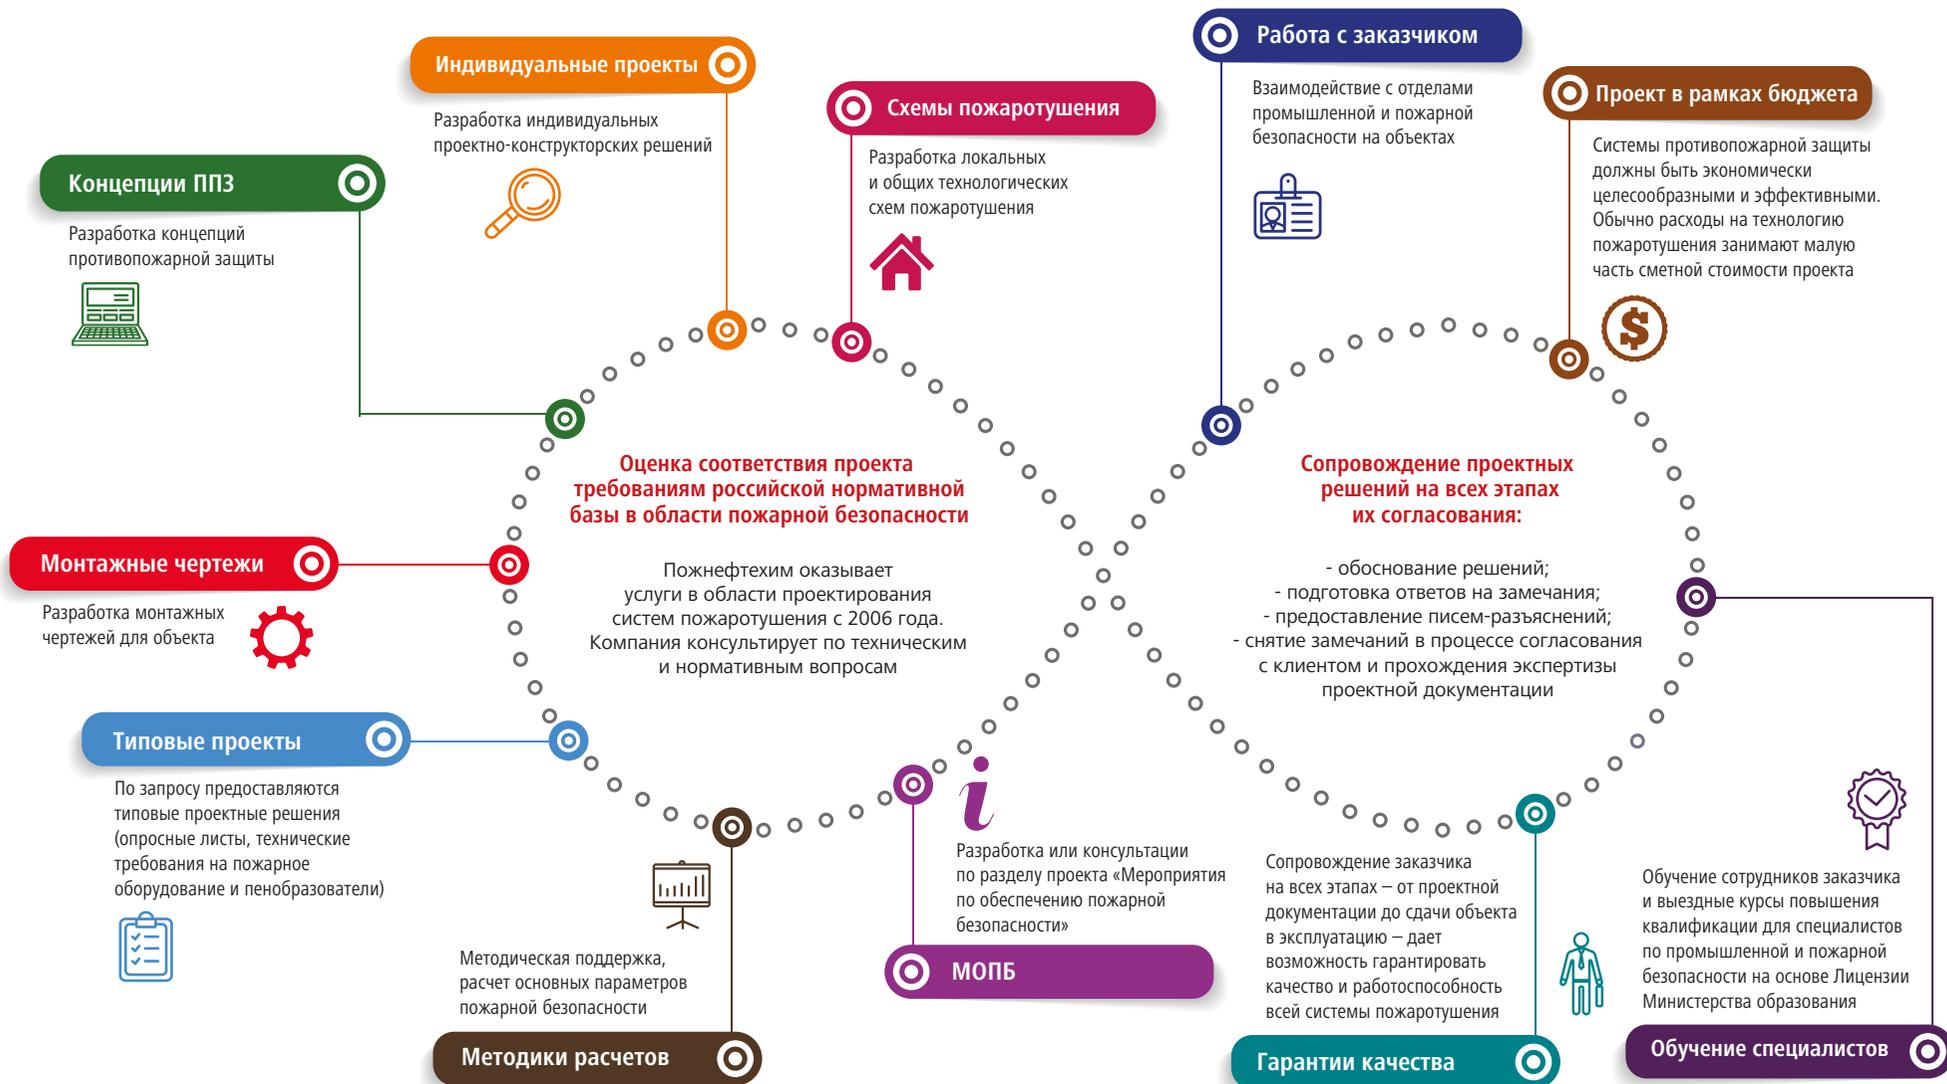 Работа с заказчиком
Взаимодействие с отделами
промышленной и пожарной
безопасности на объектах
Индивидуальные проекты
Разработка индивидуальных
проектно-конструкторских решений
Схемы пожаротушения
Разработка локальных
и общих технологических
схем пожаротушения
Проект в рамках бюджета
Системы противопожарной защиты
должны быть экономически
целесообразными и эффективными.
Обычно расходы на технологию
пожаротушения занимают малую
часть сметной стоимости проекта
$
Концепции ППЗ
Разработка концепций
противопожарной защиты
Оценка соответствия проекта
требованиям российской нормативной
базы в области пожарной безопасности
Пожнефтехим оказывает
услуги в области проектирования
систем пожаротушения с 2006 года.
Компания консультирует по техническим
и нормативным вопросам
Сопровождение проектных
решений на всех этапах
их согласования:
- обоснование решений;
- подготовка ответов на замечания;
- предоставление писем-разъяснений;
- снятие замечаний в процессе согласования
с клиентом и прохождения экспертизы
проектной документации
Монтажные чертежи
Разработка монтажных
чертежей для объекта
Типовые проекты
По запросу предоставляются
типовые проектные решения
(опросные листы, технические
требования на пожарное
оборудование и пенобразователи)
Методическая поддержка,
расчет основных параметров
пожарной безопасности
Методики расчетов
i
Разработка или консультации
по разделу проекта «Мероприятия
по обеспечению пожарной
безопасности»
МОПБ
Сопровождение заказчика
на всех этапах – от проектной
документации до сдачи объекта
в эксплуатацию – дает
возможность гарантировать
качество и работоспособность
всей системы пожаротушения
Гарантии качества
Обучение сотрудников заказчика
и выездные курсы повышения
квалификации для специалистов
по промышленной и пожарной
безопасности на основе Лицензии
Министерства образования
Обучение специалистов